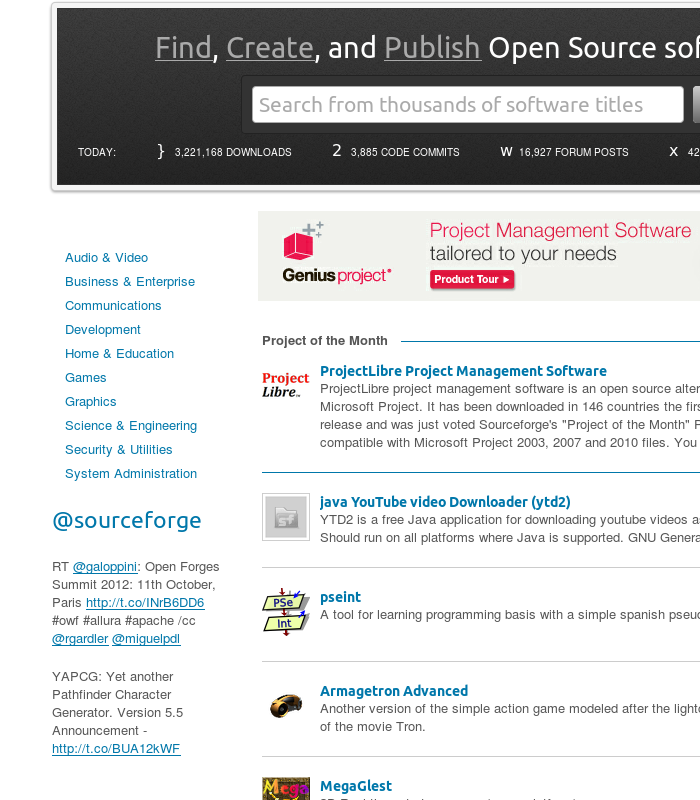 Find, Create, and Publish Open Source sof
Search from thousands of software titles
TODAY: } 3,221,168 DOWNLOADS 2 3,885 CODE COMMITS w 16,927 FORUM POSTS x 42
Genius project
Project Management Software
tailored to your needs
Product Tour
Audio & Video
Business & Enterprise
Communications
Development
Home & Education
Games
Graphics
Science & Engineering
Security & Utilities
System Administration
@sourceforge
RT @galoppini: Open Forges
Summit 2012: 11th October,
Paris http://t.co/INrB6DD6
#owf #allura #apache /cc
@rgardler @miguelpdl
YAPCG: Yet another
Pathfinder Character
Generator. Version 5.5
Announcement -
http://t.co/BUA12kWF
Project of the Month
Project
Libre™
ProjectLibre Project Management Software
ProjectLibre project management software is an open source alter
Microsoft Project. It has been downloaded in 146 countries the firs
release and was just voted Sourceforge's "Project of the Month" F
compatible with Microsoft Project 2003, 2007 and 2010 files. You
sf
java YouTube video Downloader (ytd2)
YTD2 is a free Java application for downloading youtube videos a
Should run on all platforms where Java is supported. GNU Genera
PSe
Int
pseint
A tool for learning programming basis with a simple spanish pseud
Armagetron Advanced
Another version of the simple action game modeled after the lightc
of the movie Tron.
Mega
MegaGlest